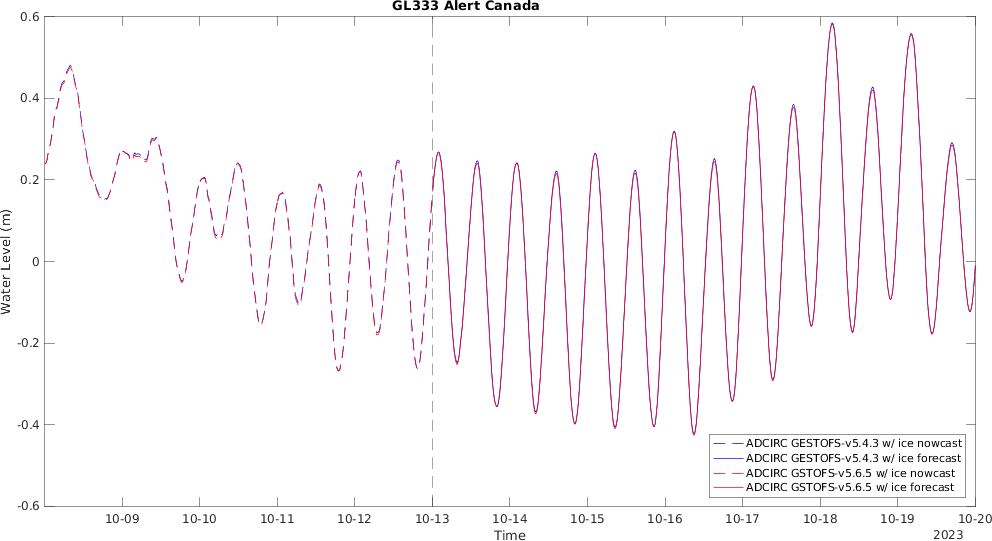 GL333 Alert Canada
0.6
0.4
0.2
0
-0.2
-0.4
-0.6
Water Level (m)
10-09 10-10 10-11 10-12 10-13 10-14 10-15 10-16 10-17 10-18 10-19 10-20
Time
2023
ADCIRC GESTOFS-v5.4.3 w/ ice nowcast
ADCIRC GESTOFS-v5.4.3 w/ ice forecast
ADCIRC GSTOFS-v5.6.5 w/ ice nowcast
ADCIRC GSTOFS-v5.6.5 w/ ice forecast